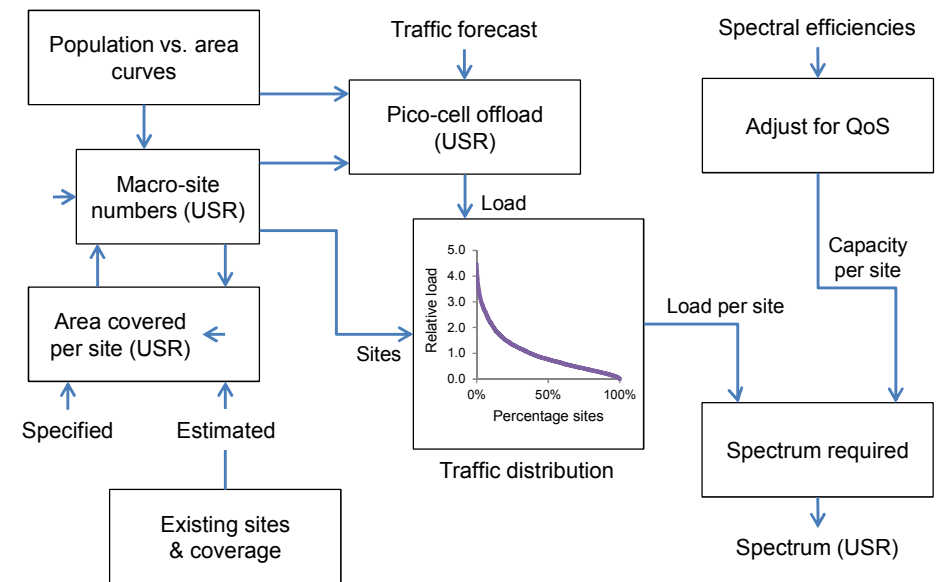 Population vs. area
curves
Traffic forecast
Spectral efficiencies
Pico-cell offload
(USR)
Adjust for QoS
Macro-site
numbers (USR)
Load
Capacity
per site
Area covered
per site (USR)
Sites
Relative load
5.0
4.0
3.0
2.0
1.0
0.0
0%
50%
100%
Percentage sites
Load per site
Specified
Estimated
Traffic distribution
Spectrum required
Existing sites
& coverage
Spectrum (USR)